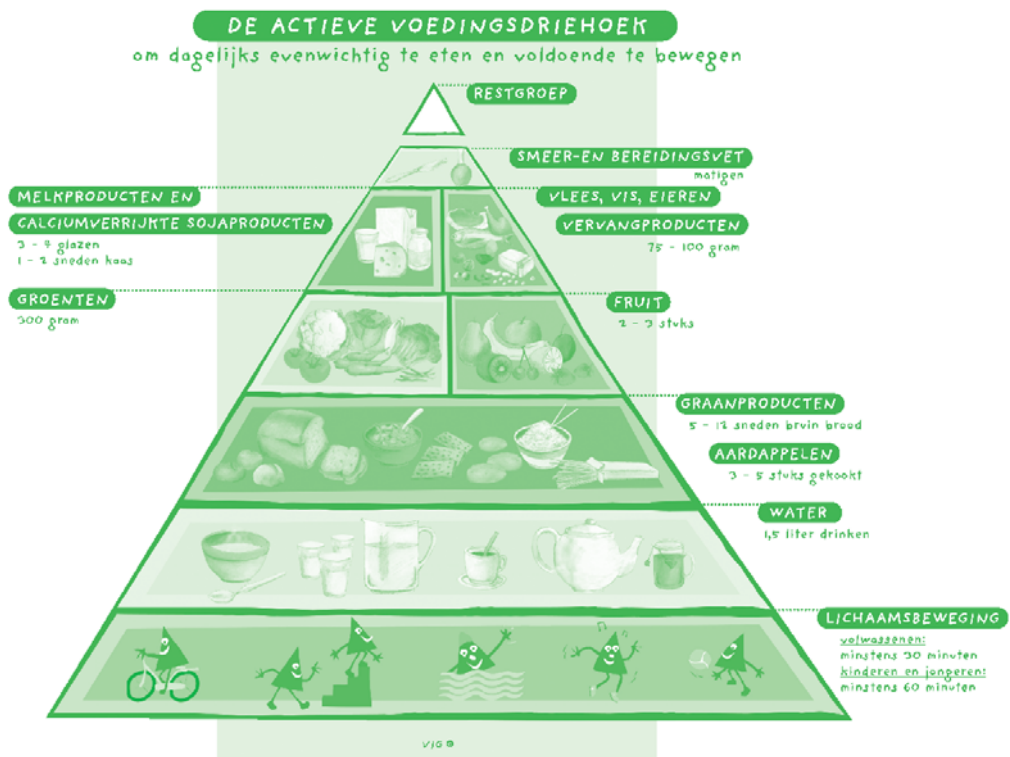 DE ACTIEVE VOEDINGSDRIEHOEK
om dagelijks evenwichtig te eten en voldoende te bewegen
RESTGROEP
SMEER-EN BEREIDINGSVET
matigen
MELKPRODUCTEN EN
CALCIUMVERRIJKTE SOJAPRODUCTEN
3 - 4 glazen
1 - 2 sneden kaas
VLEES, VIS, EIEREN
VERVANGPRODUCTEN
75 - 100 gram
GROENTEN
300 gram
FRUIT
2 - 3 stuks
GRAANPRODUCTEN
5 - 12 sneden bruin brood
AARDAPPELEN
3 - 5 stuks gekookt
WATER
1,5 liter drinken
LICHAAMSBEWEGING
volwassenen:
minstens 30 minuten
kinderen en jongeren:
minstens 60 minuten
VIG